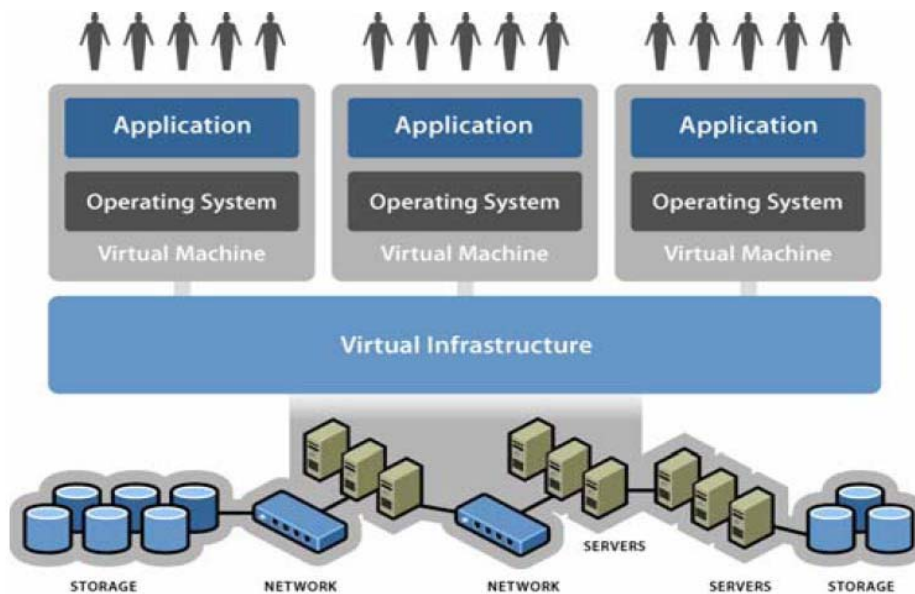 Application
Application
Application
Operating System
Operating System
Operating System
Virtual Machine
Virtual Machine
Virtual Machine
Virtual Infrastructure
SERVERS
STORAGE
NETWORK
NETWORK
SERVERS
STORAGE